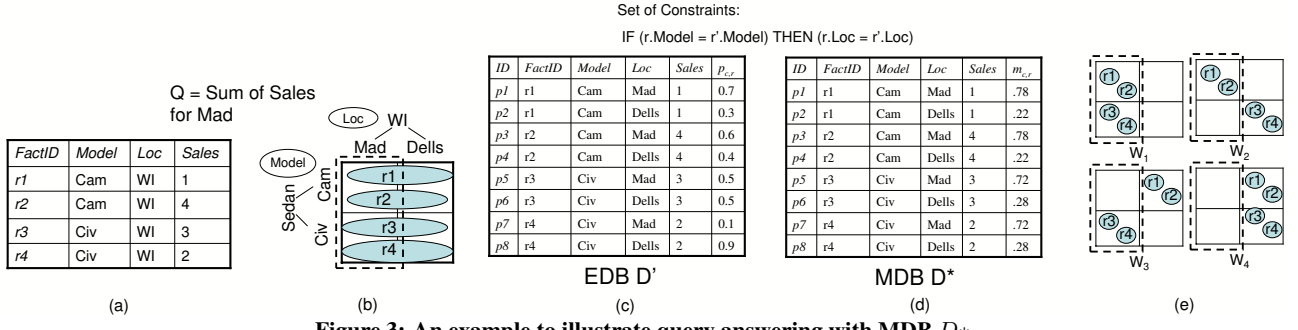 Set of Constraints:
IF (r.Model = r'.Model) THEN (r.Loc = r'.Loc)
Q = Sum of Sales
for Mad
FactID Model Loc Sales
r1 Cam WI 1
r2 Cam WI 4
r3 Civ WI 3
r4 Civ WI 2
(a)
Loc WI
Mad Dells
Model
Sedan
Cam
Civ
r1
r2
r3
r4
(b)
ID FactID Model Loc Sales p_{c,r}
p1 r1 Cam Mad 1 0.7
p2 r1 Cam Dells 1 0.3
p3 r2 Cam Mad 4 0.6
p4 r2 Cam Dells 4 0.4
p5 r3 Civ Mad 3 0.5
p6 r3 Civ Dells 3 0.5
p7 r4 Civ Mad 2 0.1
p8 r4 Civ Dells 2 0.9
EDB D'
(c)
ID FactID Model Loc Sales m_{c,r}
p1 r1 Cam Mad 1 .78
p2 r1 Cam Dells 1 .22
p3 r2 Cam Mad 4 .78
p4 r2 Cam Dells 4 .22
p5 r3 Civ Mad 3 .72
p6 r3 Civ Dells 3 .28
p7 r4 Civ Mad 2 .72
p8 r4 Civ Dells 2 .28
MDB D*
(d)
r1
r2
r3
r4
W1
r1
r2
r3
r4
W2
r1
r2
r3
r4
W3
r1
r2
r3
r4
W4
(e)
Figure 3: An example to illustrate query answering with MDB D*